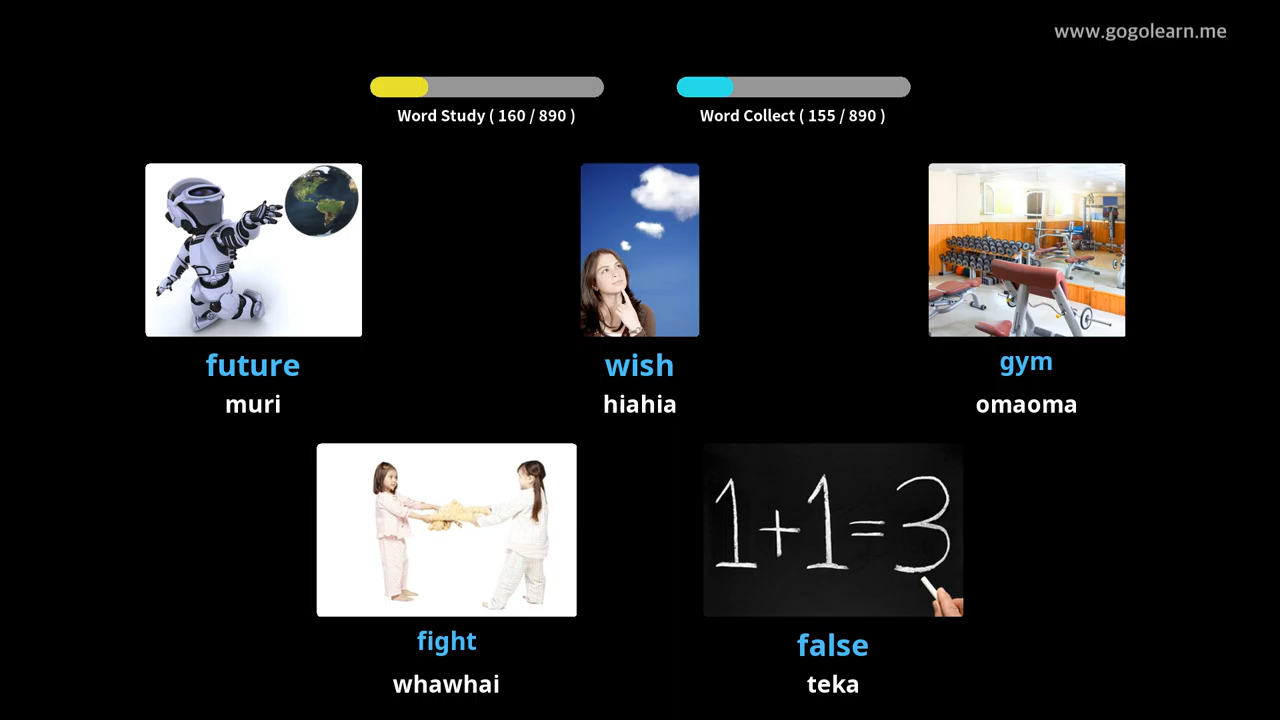 www.gogolearn.me
Word Study ( 160 / 890 )
Word Collect ( 155 / 890 )
future
muri
wish
hiahia
gym
omaoma
fight
whawhai
1+1=3
false
teka